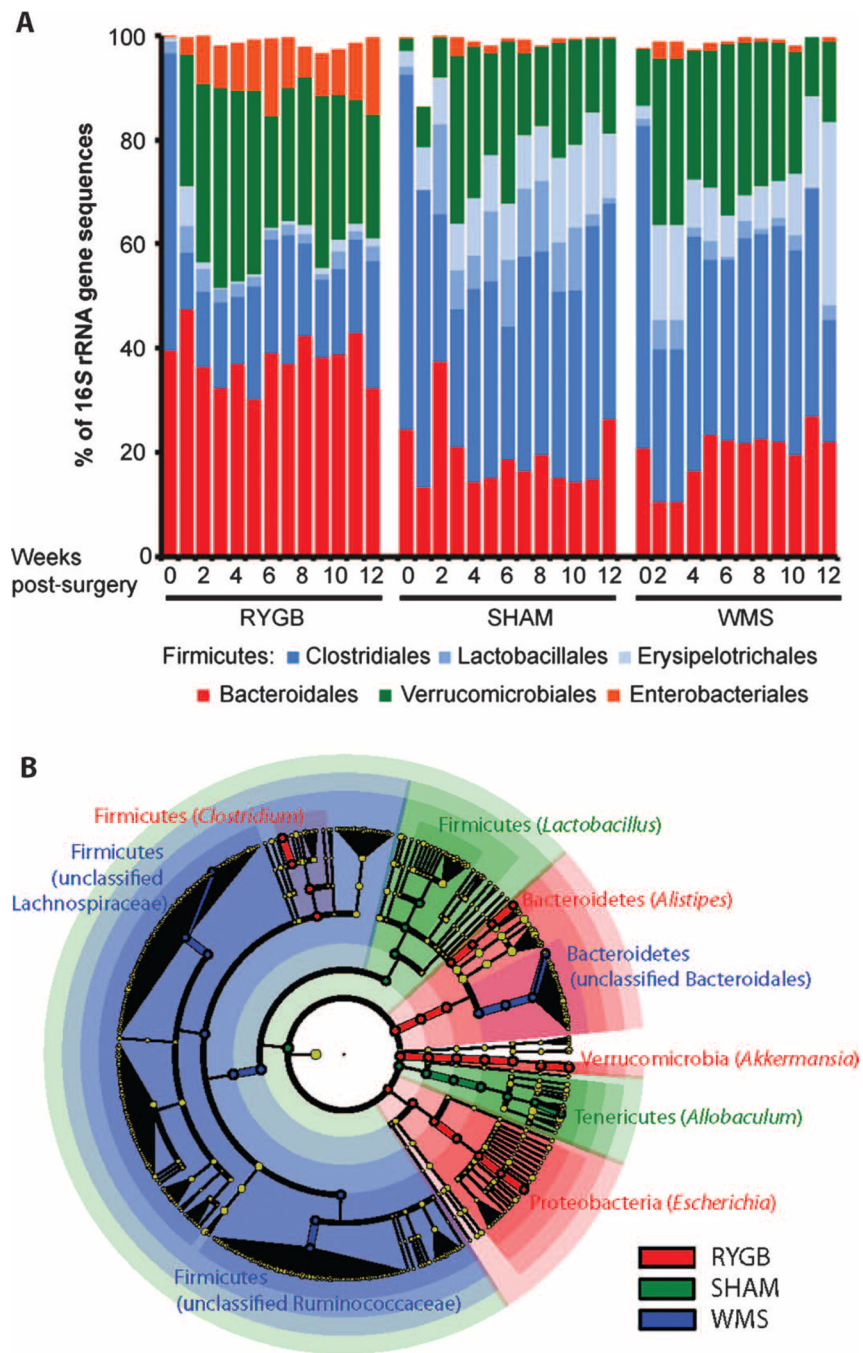 A
% of 16S rRNA gene sequences
100
80
60
40
20
0
Weeks
post-surgery
0 2 4 6 8 10 12
0 2 4 6 8 10 12
02 4 6 8 10 12
RYGB
SHAM
WMS
Firmicutes: Clostridiales Lactobacillales Erysipelotrichales
Bacteroidales Verrucomicrobiales Enterobacteriales
B
Firmicutes (Clostridium)
Firmicutes
(unclassified
Lachnospiraceae)
Firmicutes (Lactobacillus)
Bacteroidetes (Alistipes)
Bacteroidetes
(unclassified Bacteroidales)
Verrucomicrobia (Akkermansia)
Tenericutes (Allobaculum)
Proteobacteria (Escherichia)
Firmicutes
(unclassified Ruminococcaceae)
RYGB
SHAM
WMS